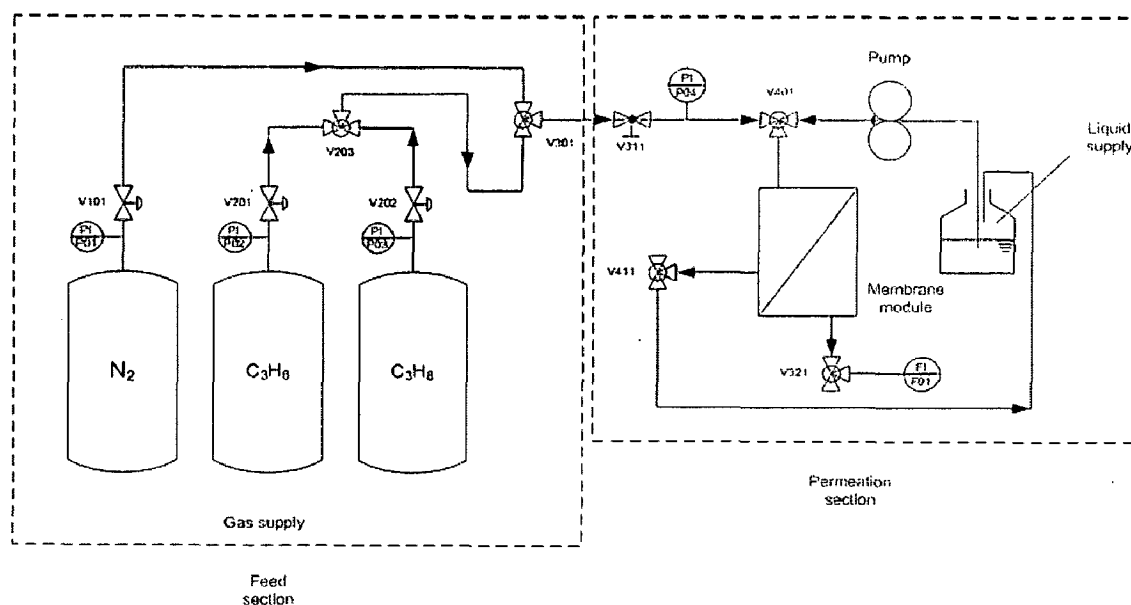 Pump
PI
P04
V401
Liquid
supply
V301
V311
V203
V101
V201
V202
PI
P01
PI
P02
PI
P03
V411
Membrane
module
N2
C3H6
C3H8
V321
FI
F01
Permeation
section
Gas supply
Feed
section